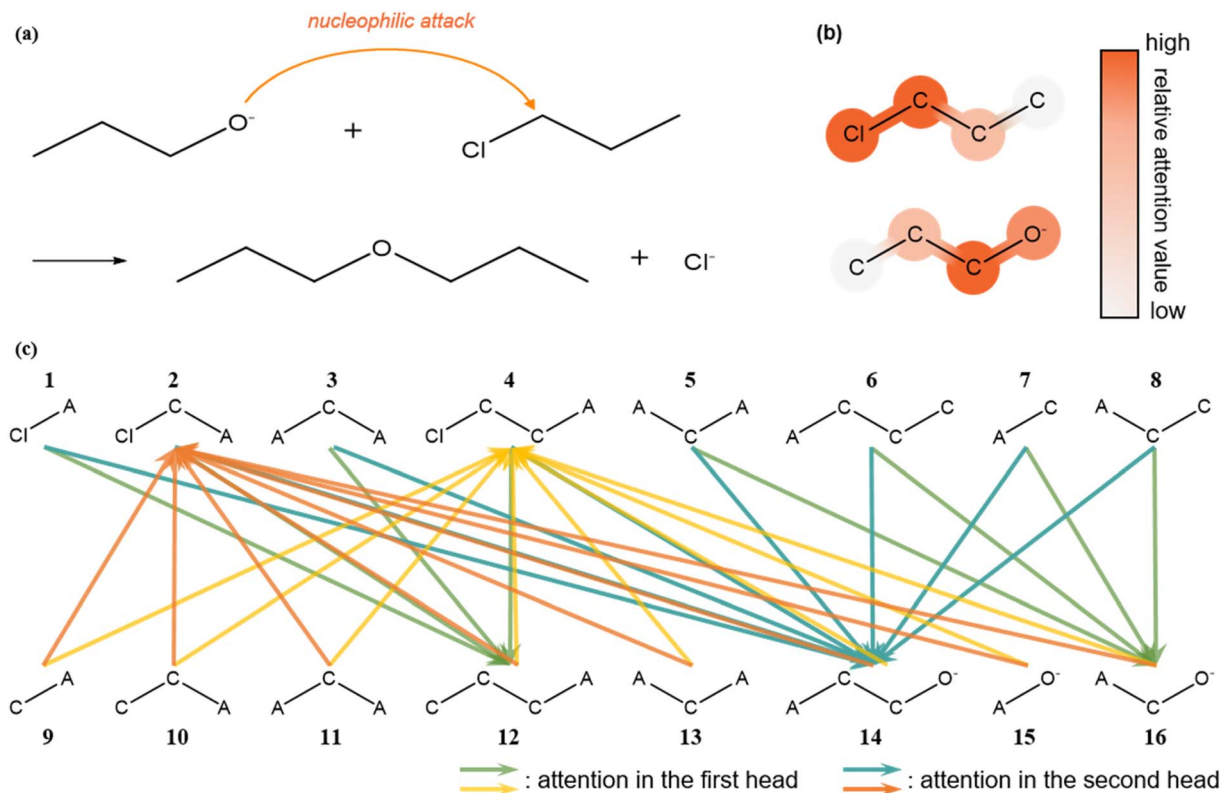 (a)
nucleophilic attack
O⁻
+
Cl
O
+
Cl⁻
(b)
high
relative attention value
low
Cl
C
C
C
C
C
C
O⁻
(c)
1 2 3 4 5 6 7 8
A C C C A A A C C C A C
Cl Cl A A A Cl C C A C A C
9 10 11 12 13 14 15 16
A C C C A A A C O⁻ O⁻ A O⁻
C C A A A C C C A C A C
: attention in the first head
: attention in the second head